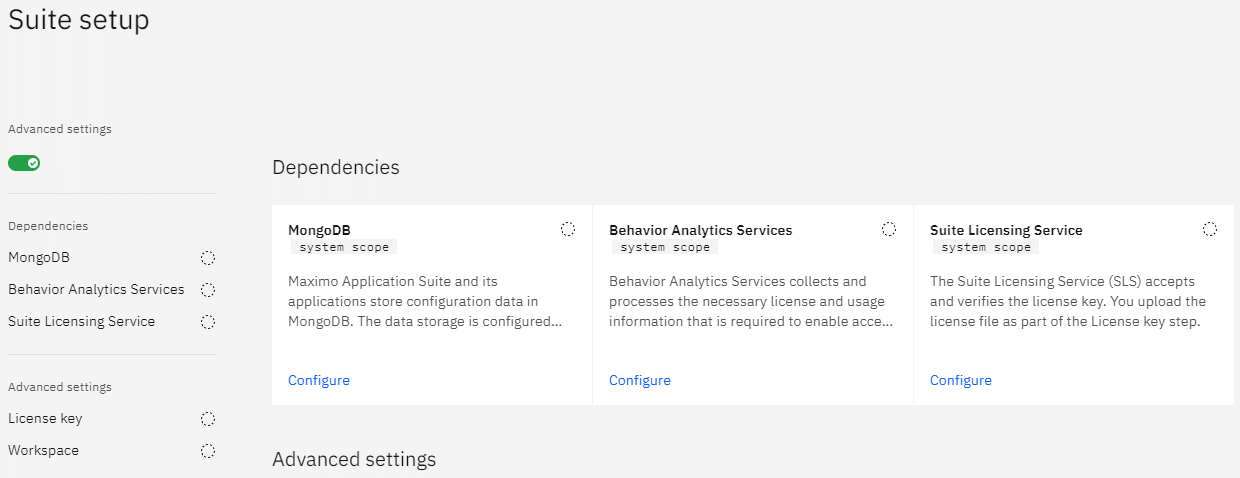 Suite setup
Advanced settings
Dependencies
MongoDB
Behavior Analytics Services
Suite Licensing Service
Advanced settings
License key
Workspace
Dependencies
MongoDB
system scope
Maximo Application Suite and its
applications store configuration data in
MongoDB. The data storage is configured...
Configure
Behavior Analytics Services
system scope
Behavior Analytics Services collects and
processes the necessary license and usage
information that is required to enable acce...
Configure
Suite Licensing Service
system scope
The Suite Licensing Service (SLS) accepts
and verifies the license key. You upload the
license file as part of the License key step.
Configure
Advanced settings